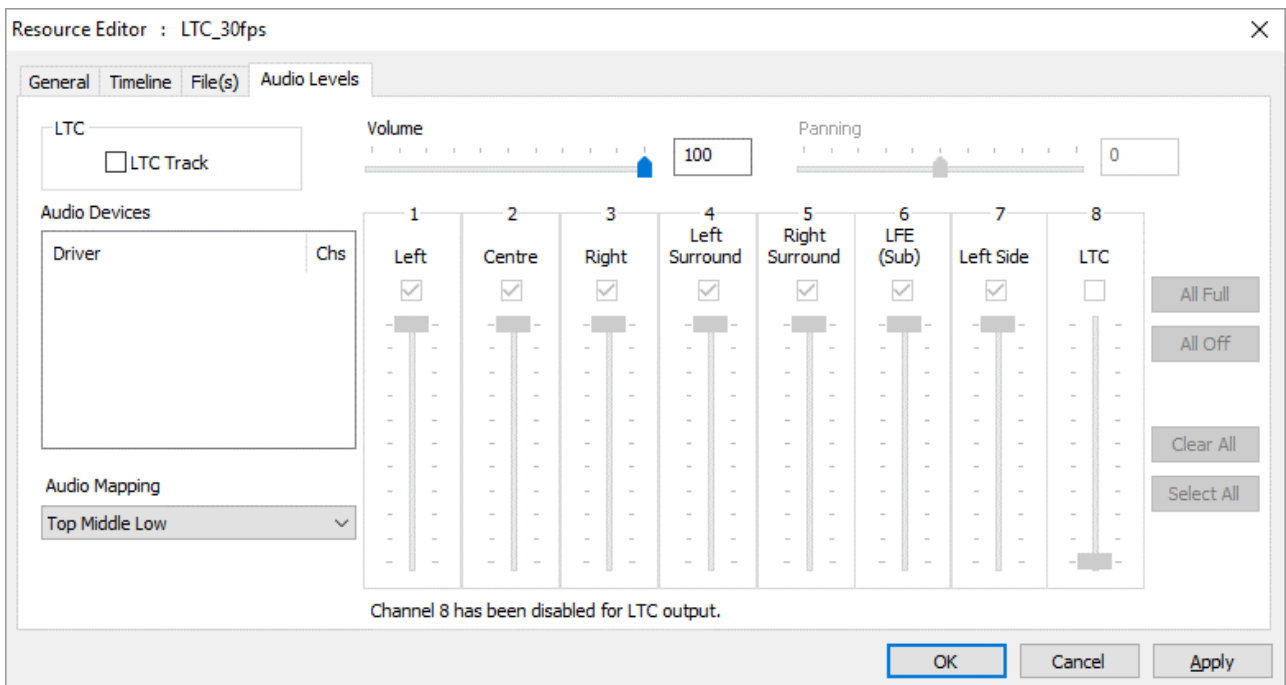 Resource Editor : LTC_30fps
General Timeline File(s) Audio Levels
LTC
LTC Track
Volume
100
Panning
0
Audio Devices
Driver Chs
Audio Mapping
Top Middle Low
1 2 3 4 5 6 7 8
Left Centre Right Left Surround Right Surround LFE (Sub) Left Side LTC
All Full
All Off
Clear All
Select All
Channel 8 has been disabled for LTC output.
OK Cancel Apply